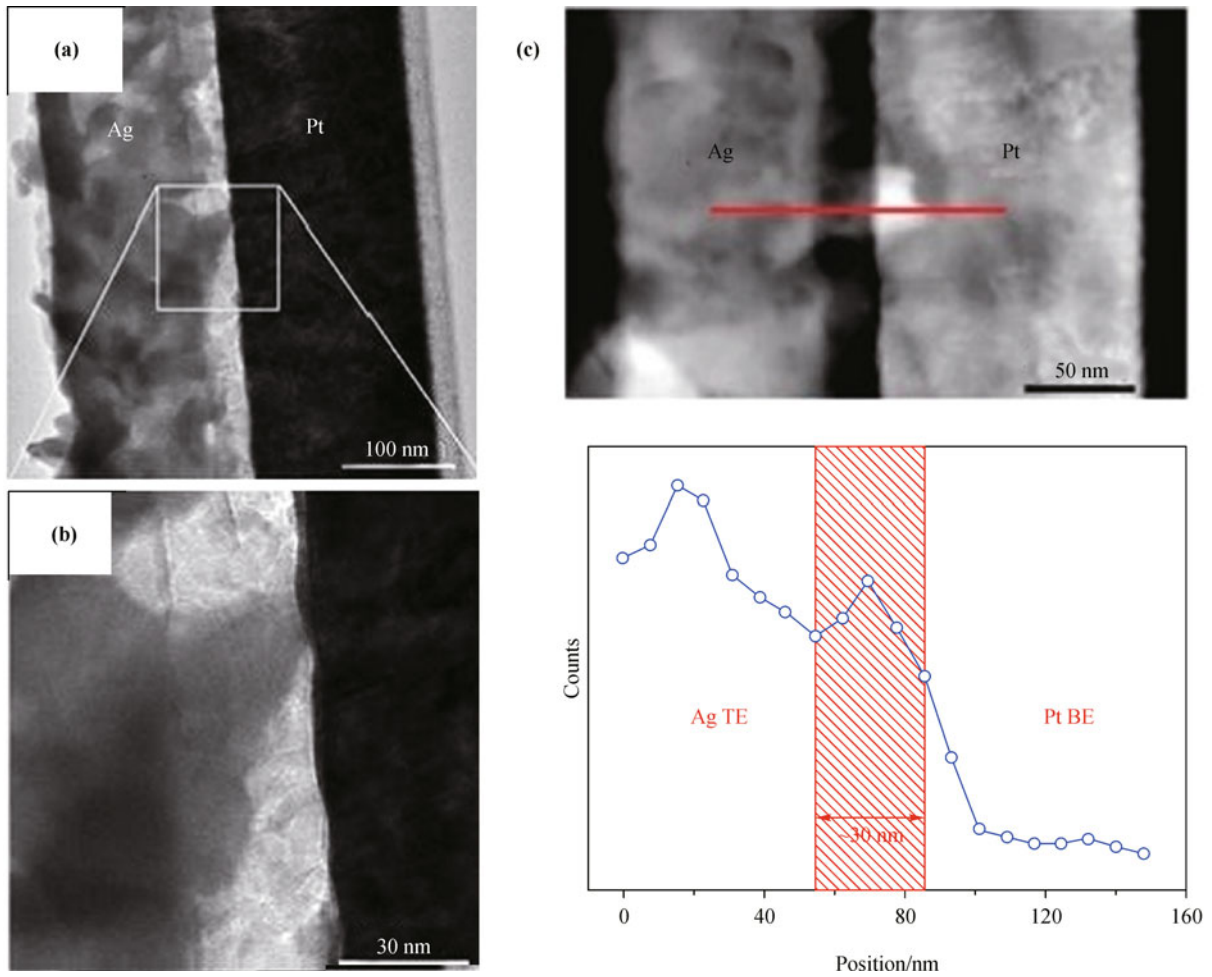 (a)
Ag
Pt
100 nm
(b)
30 nm
(c)
Ag
Pt
50 nm
Counts
Ag TE
Pt BE
~30 nm
0
40
80
120
160
Position/nm